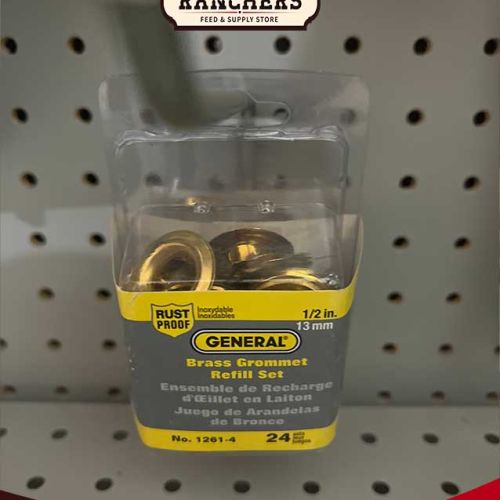 RANCHERS
FEED & SUPPLY STORE
RUST
PROOF
Inoxydable
Inoxidables
1/2 in.
13 mm
GENERAL®
Brass Grommet
Refill Set
Ensemble de Recharge
d'Œillet en Laiton
Juego de Arandelas
de Bronce
No. 1261-4
24 sets